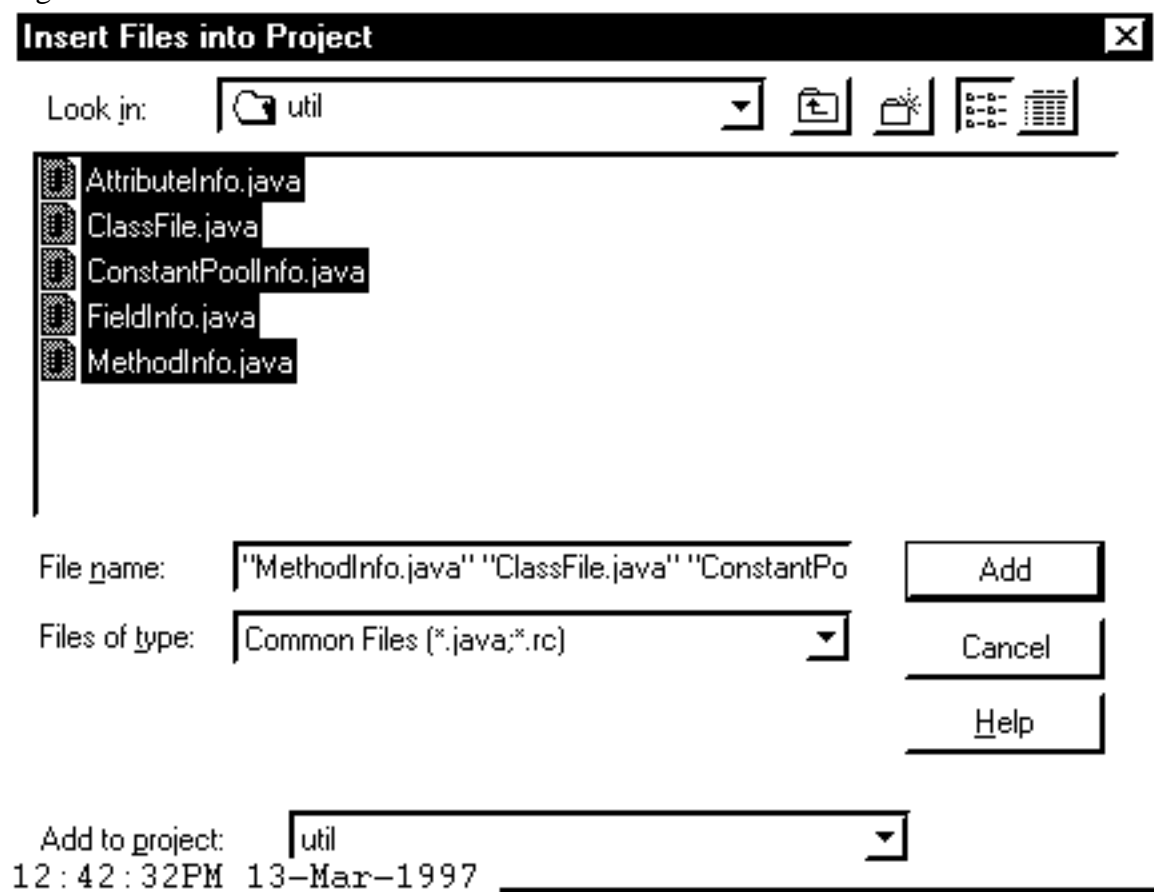 Insert Files into Project
Look in: util
AttributeInfo.java
ClassFile.java
ConstantPoolInfo.java
FieldInfo.java
MethodInfo.java
File name: "MethodInfo.java" "ClassFile.java" "ConstantPo Add
Files of type: Common Files (*.java;*.rc) Cancel
Help
Add to project: util
12:42:32PM 13-Mar-1997